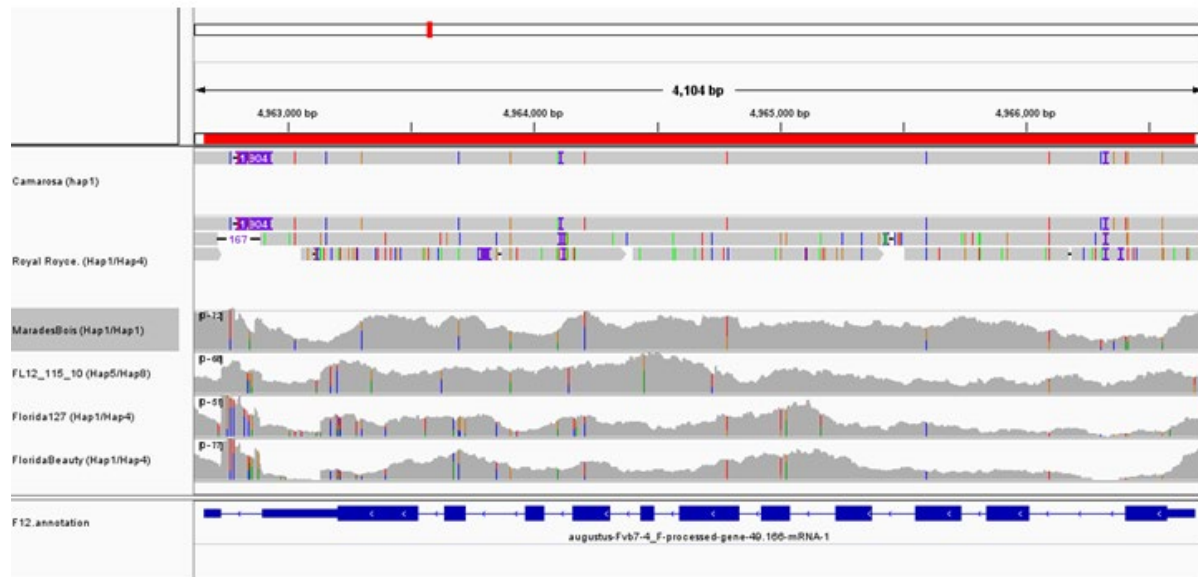 4,104 bp
4,963,000 bp 4,964,000 bp 4,965,000 bp 4,966,000 bp
Camarosa (hap1)
1,904
1,904
167
Royal Royce. (Hap1/Hap4)
MaradesBois (Hap1/Hap1)
FL12_115_10 (Hap5/Hap8)
Florida127 (Hap1/Hap4)
FloridaBeauty (Hap1/Hap4)
F12.annotation
augustus-Fvb7-4_F-processed-gene-49.166-mRNA-1